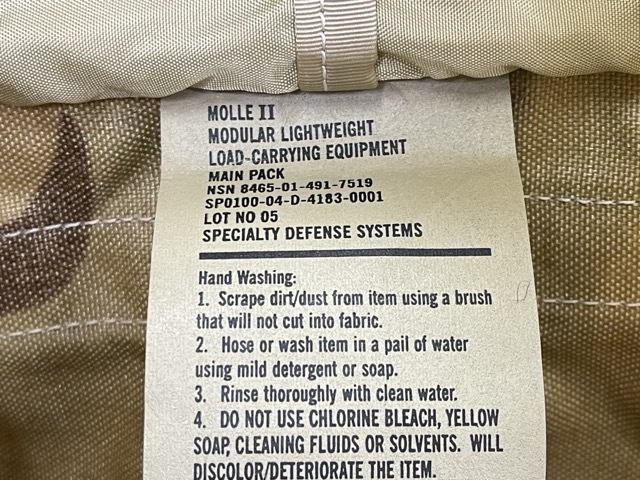 MOLLE II
MODULAR LIGHTWEIGHT
LOAD-CARRYING EQUIPMENT
MAIN PACK
NSN 8465-01-491-7519
SP0100-04-D-4183-0001
LOT NO 05
SPECIALTY DEFENSE SYSTEMS
Hand Washing:
1. Scrape dirt/dust from item using a brush
that will not cut into fabric.
2. Hose or wash item in a pail of water
using mild detergent or soap.
3. Rinse thoroughly with clean water.
4. DO NOT USE CHLORINE BLEACH, YELLOW
SOAP, CLEANING FLUIDS OR SOLVENTS. WILL
DISCOLOR/DETERIORATE THE ITEM.